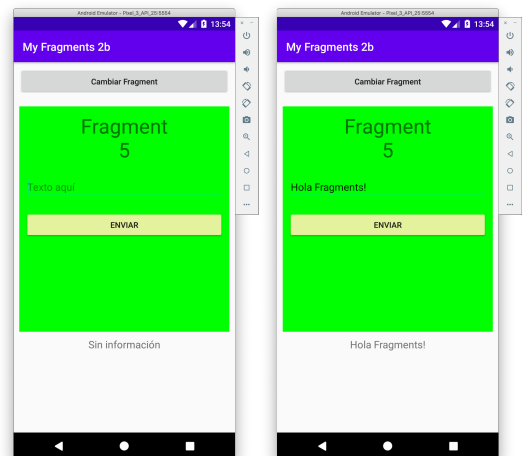 Android Emulator - Pixel_3_API_25:5554
13:54
My Fragments 2b
Cambiar Fragment
Fragment
5
Texto aquí
ENVIAR
Sin información
Android Emulator - Pixel_3_API_25:5554
13:54
My Fragments 2b
Cambiar Fragment
Fragment
5
Hola Fragments!
ENVIAR
Hola Fragments!